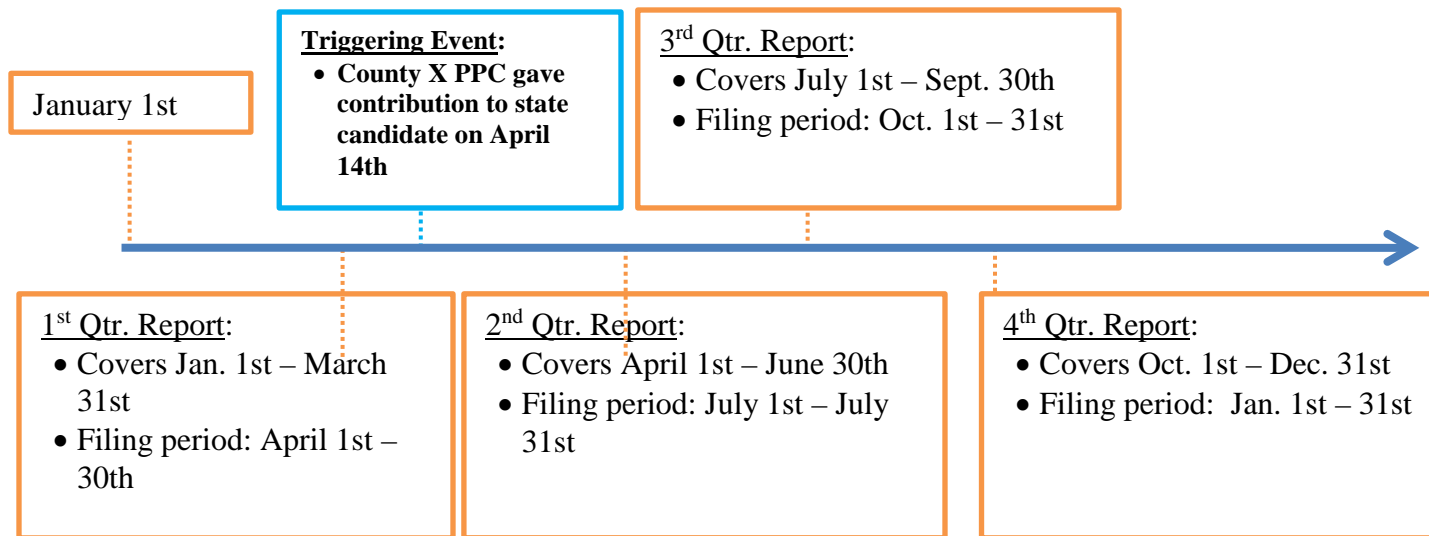 January 1st
Triggering Event:
• County X PPC gave
contribution to state
candidate on April
14th
3rd Qtr. Report:
• Covers July 1st – Sept. 30th
• Filing period: Oct. 1st – 31st
1st Qtr. Report:
• Covers Jan. 1st – March
31st
• Filing period: April 1st –
30th
2nd Qtr. Report:
• Covers April 1st – June 30th
• Filing period: July 1st – July
31st
4th Qtr. Report:
• Covers Oct. 1st – Dec. 31st
• Filing period: Jan. 1st – 31st